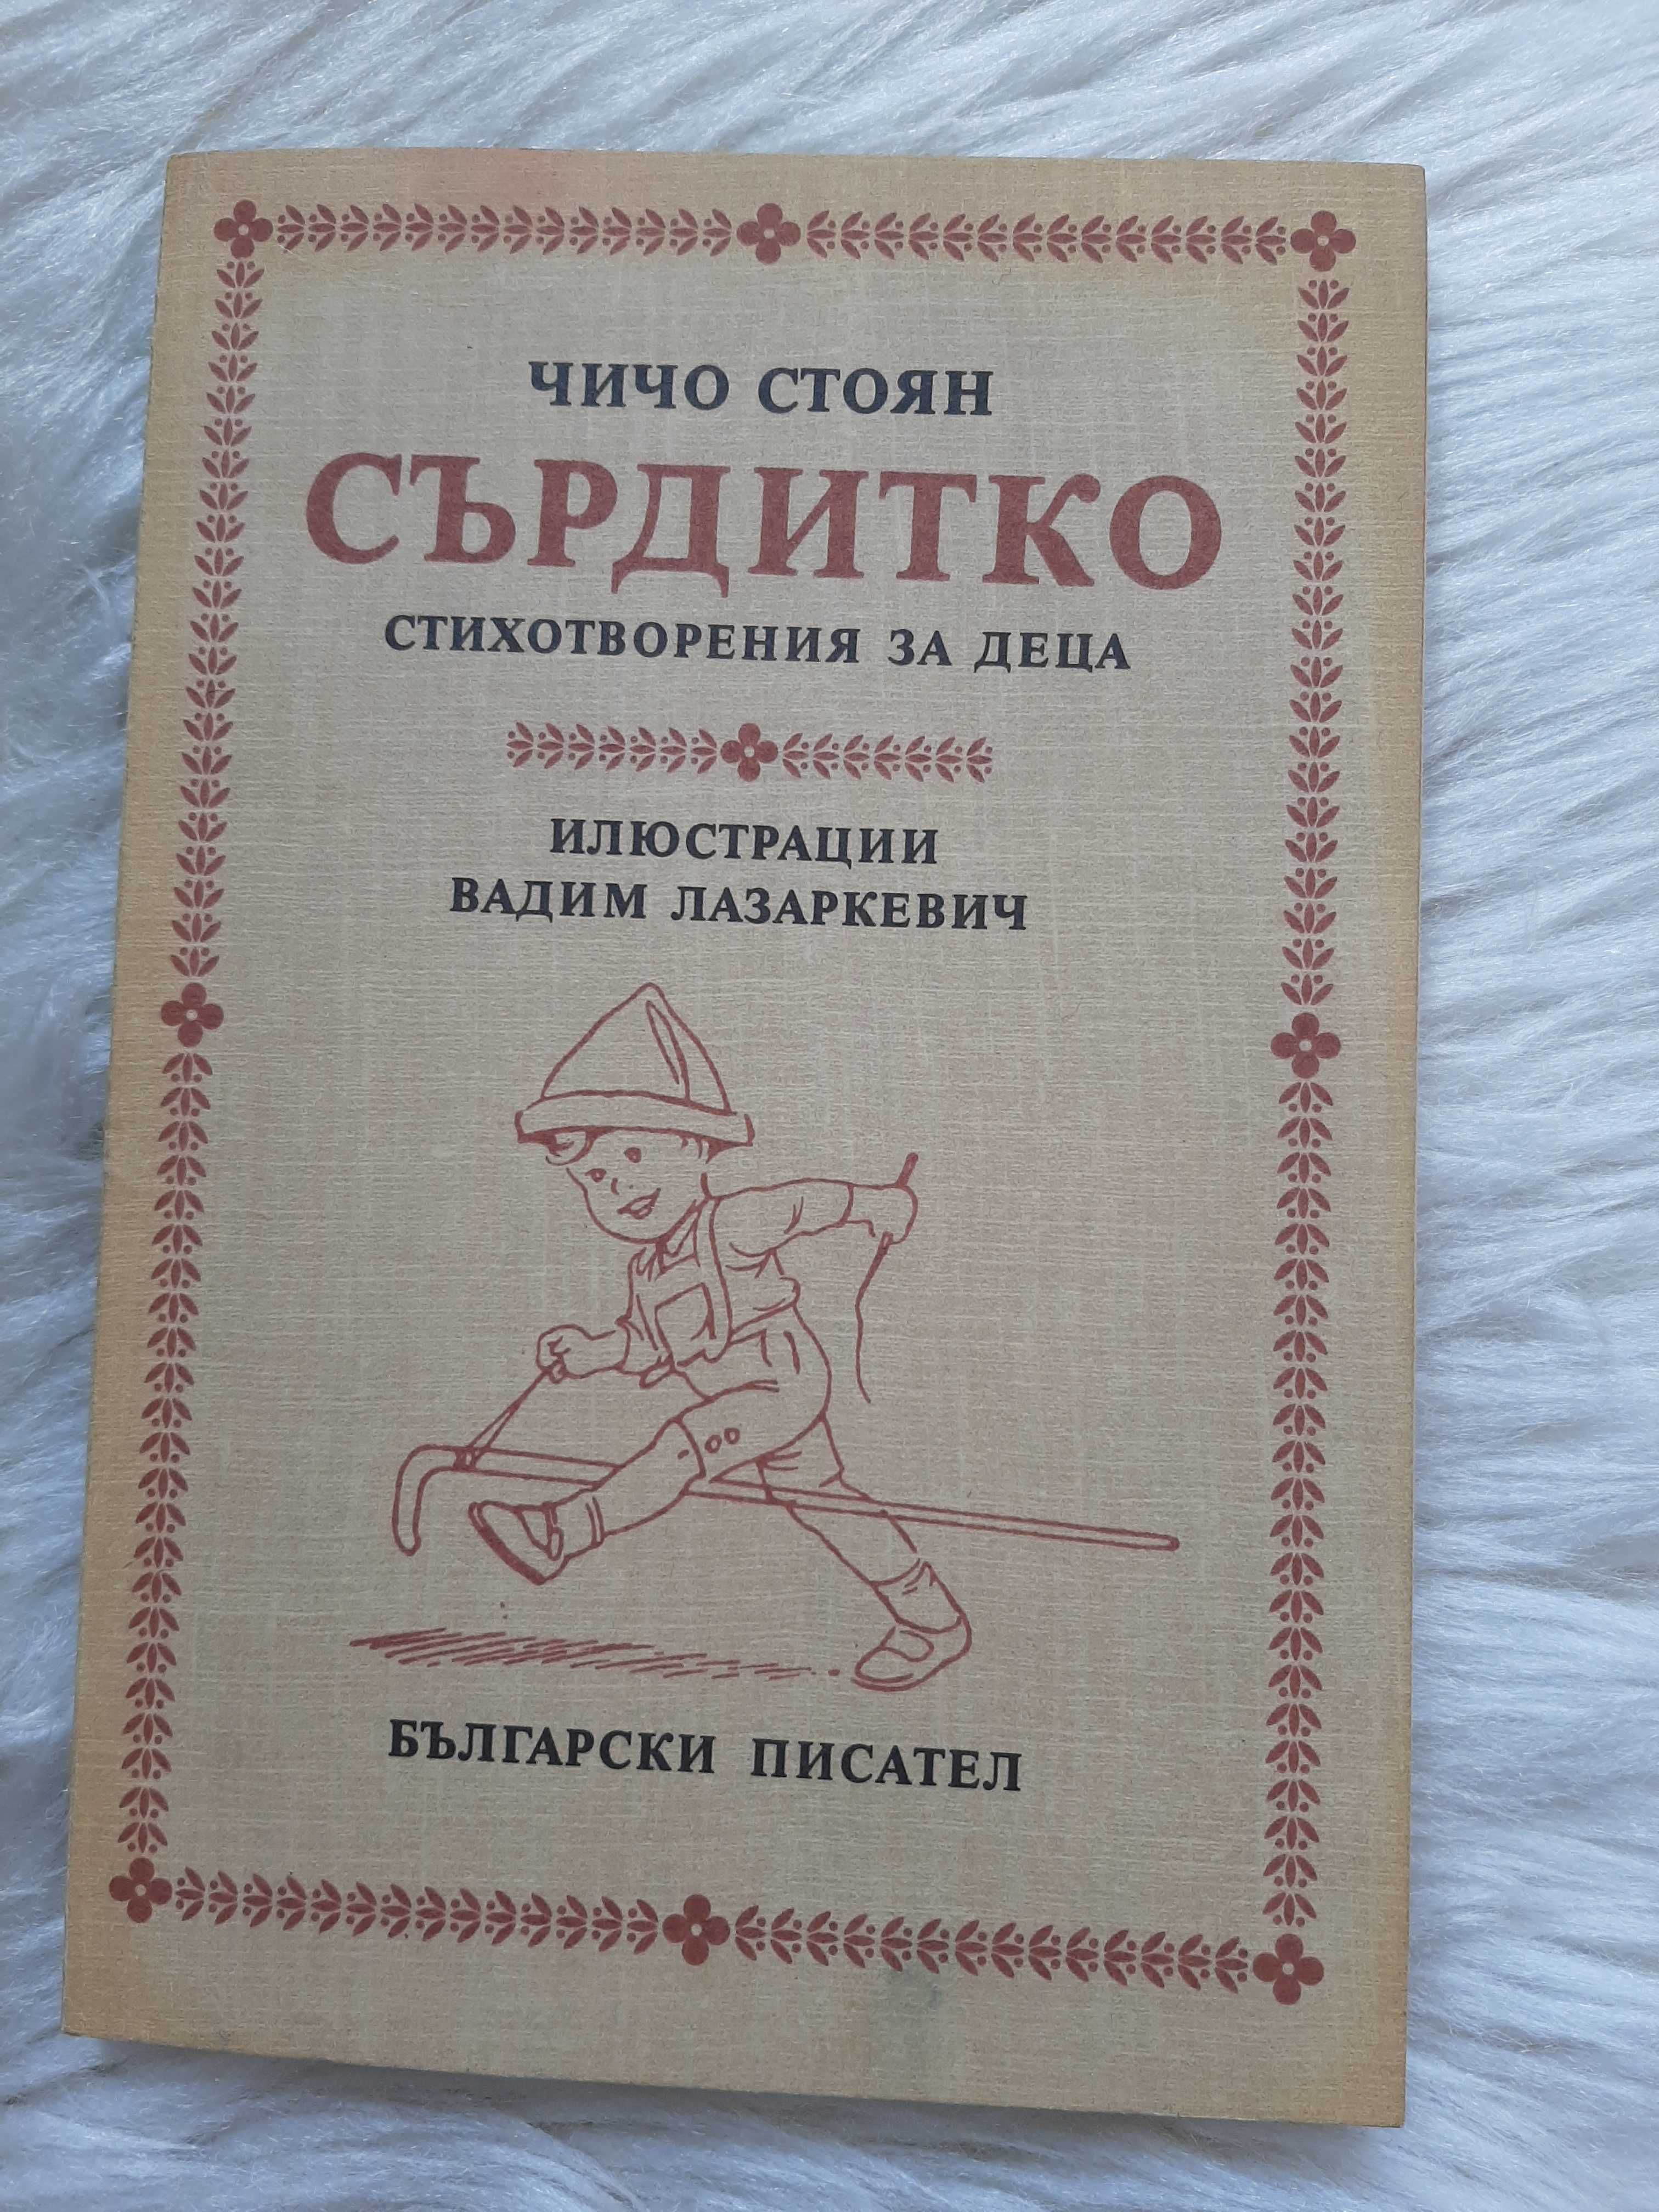 ЧИЧО СТОЯН
СЪРДИТКО
СТИХОТВОРЕНИЯ ЗА ДЕЦА
ИЛЮСТРАЦИИ
ВАДИМ ЛАЗАРКЕВИЧ
БЪЛГАРСКИ ПИСАТЕЛ